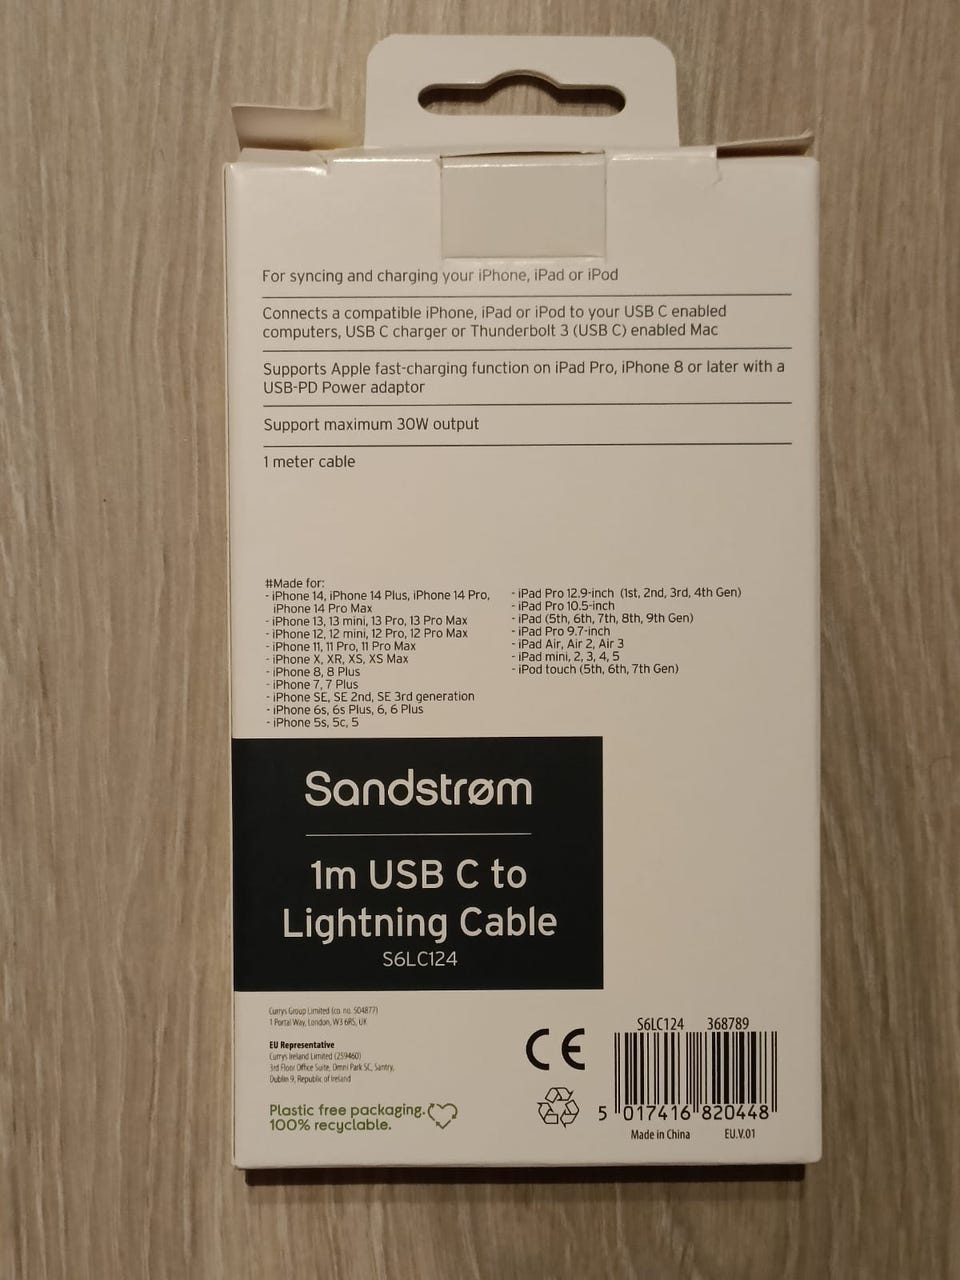 For syncing and charging your iPhone, iPad or iPod
Connects a compatible iPhone, iPad or iPod to your USB C enabled
computers, USB C charger or Thunderbolt 3 (USB C) enabled Mac
Supports Apple fast-charging function on iPad Pro, iPhone 8 or later with a
USB-PD Power adaptor
Support maximum 30W output
1 meter cable
#Made for:
- iPhone 14, iPhone 14 Plus, iPhone 14 Pro,
iPhone 14 Pro Max
- iPhone 13, 13 mini, 13 Pro, 13 Pro Max
- iPhone 12, 12 mini, 12 Pro, 12 Pro Max
- iPhone 11, 11 Pro, 11 Pro Max
- iPhone X, XR, XS, XS Max
- iPhone 8, 8 Plus
- iPhone 7, 7 Plus
- iPhone SE, SE 2nd, SE 3rd generation
- iPhone 6s, 6s Plus, 6, 6 Plus
- iPhone 5s, 5c, 5
- iPad Pro 12.9-inch (1st, 2nd, 3rd, 4th Gen)
- iPad Pro 10.5-inch
- iPad (5th, 6th, 7th, 8th, 9th Gen)
- iPad Pro 9.7-inch
- iPad Air, Air 2, Air 3
- iPad mini, 2, 3, 4, 5
- iPod touch (5th, 6th, 7th Gen)
Sandstrøm
1m USB C to
Lightning Cable
S6LC124
Currys Group Limited (co. no. 504877)
1 Portal Way, London, W3 6RS, UK
EU Representative
Currys Ireland Limited (259460)
3rd Floor Office Suite, Omni Park SC, Santry,
Dublin 9, Republic of Ireland
Plastic free packaging.
100% recyclable.
CE
S6LC124 368789
5 017416 820448
Made in China EU.V.01